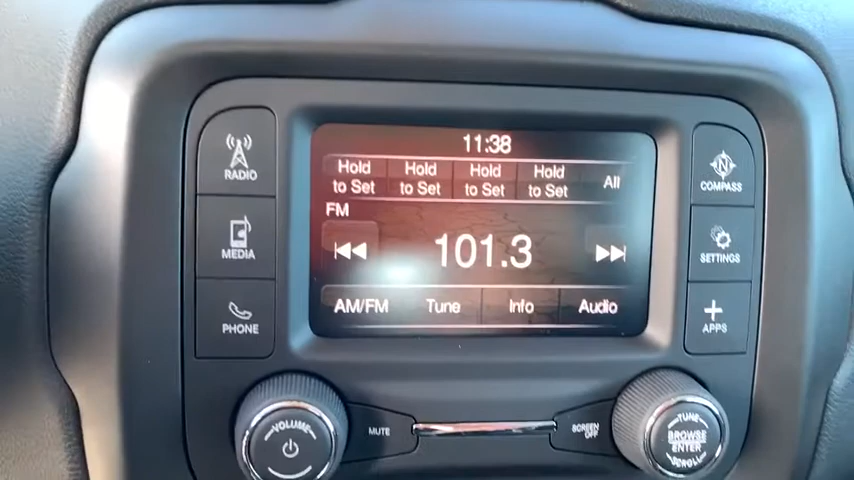 11:38
Hold to Set
Hold to Set
Hold to Set
Hold to Set
All
FM
101.3
AM/FM
Tune
Info
Audio
RADIO
MEDIA
PHONE
N
COMPASS
SETTINGS
APPS
VOLUME
MUTE
SCREEN OFF
TUNE
BROWSE
ENTER
SCROLL